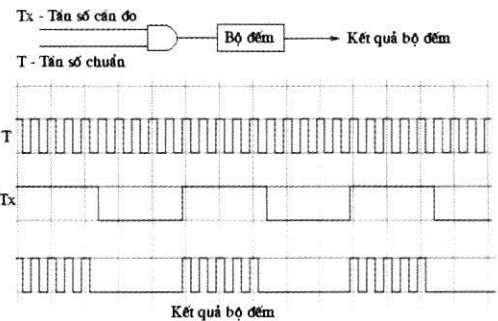 Tx - Tần số cần đo
Bộ đếm
Kết quả bộ đếm
T - Tần số chuẩn
T
Tx
Kết quả bộ đếm